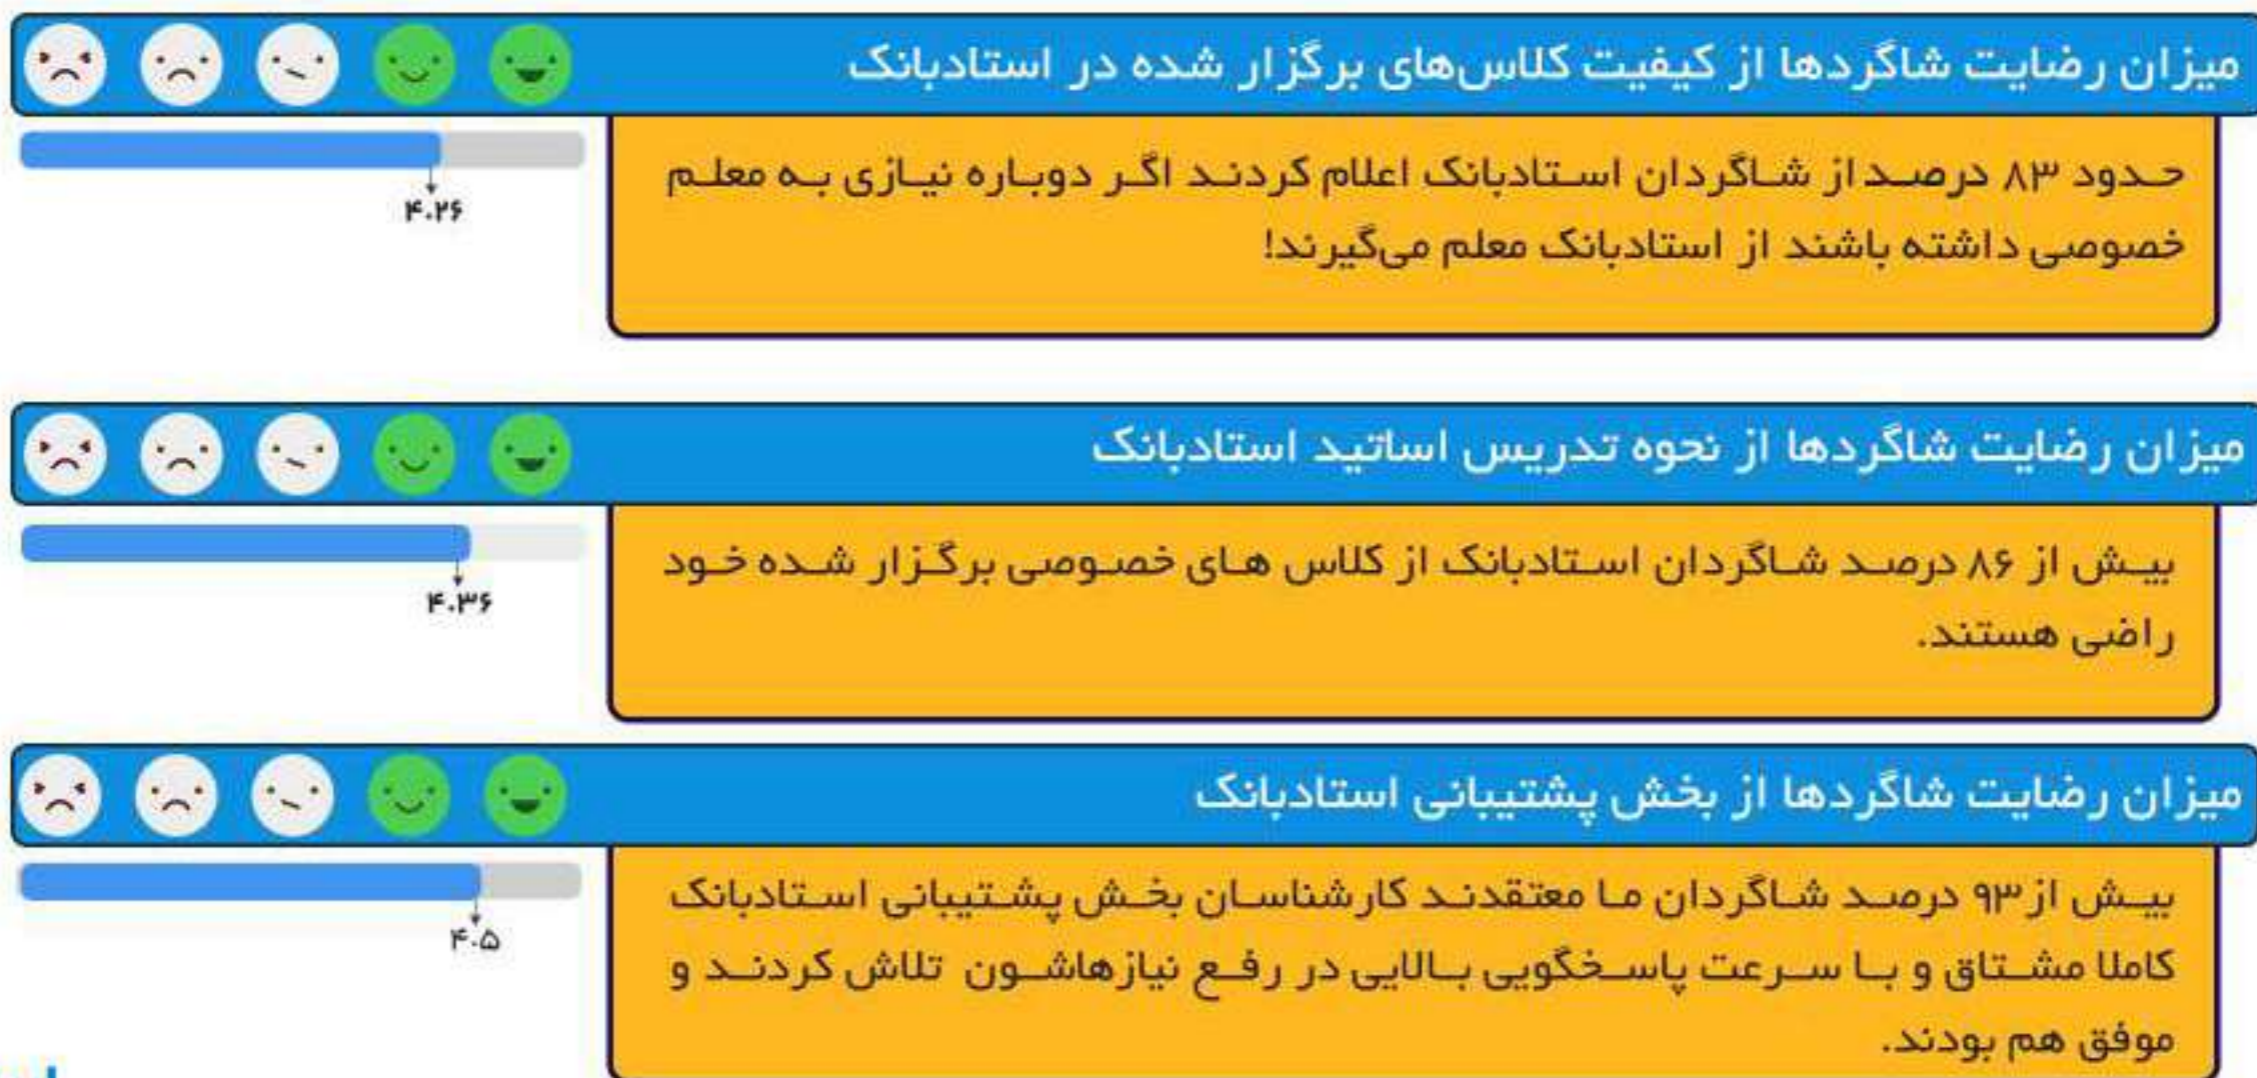 میزان رضایت شاگردها از کیفیت کلاس‌های برگزار شده در استادبانک
۴.۲۶
حدود ۸۳ درصد از شاگردان استادبانک اعلام کردند اگر دوباره نیازی به معلم
خصوصی داشته باشند از استادبانک معلم می‌گیرند!
میزان رضایت شاگردها از نحوه تدریس اساتید استادبانک
۴.۳۶
بیش از ۸۶ درصد شاگردان استادبانک از کلاس های خصوصی برگزار شده خود
راضی هستند.
میزان رضایت شاگردها از بخش پشتیبانی استادبانک
۴.۵
بیش از ۹۳ درصد شاگردان ما معتقدند کارشناسان بخش پشتیبانی استادبانک
کاملا مشتاق و با سرعت پاسخگویی بالایی در رفع نیازهاشون تلاش کردند و
موفق هم بودند.